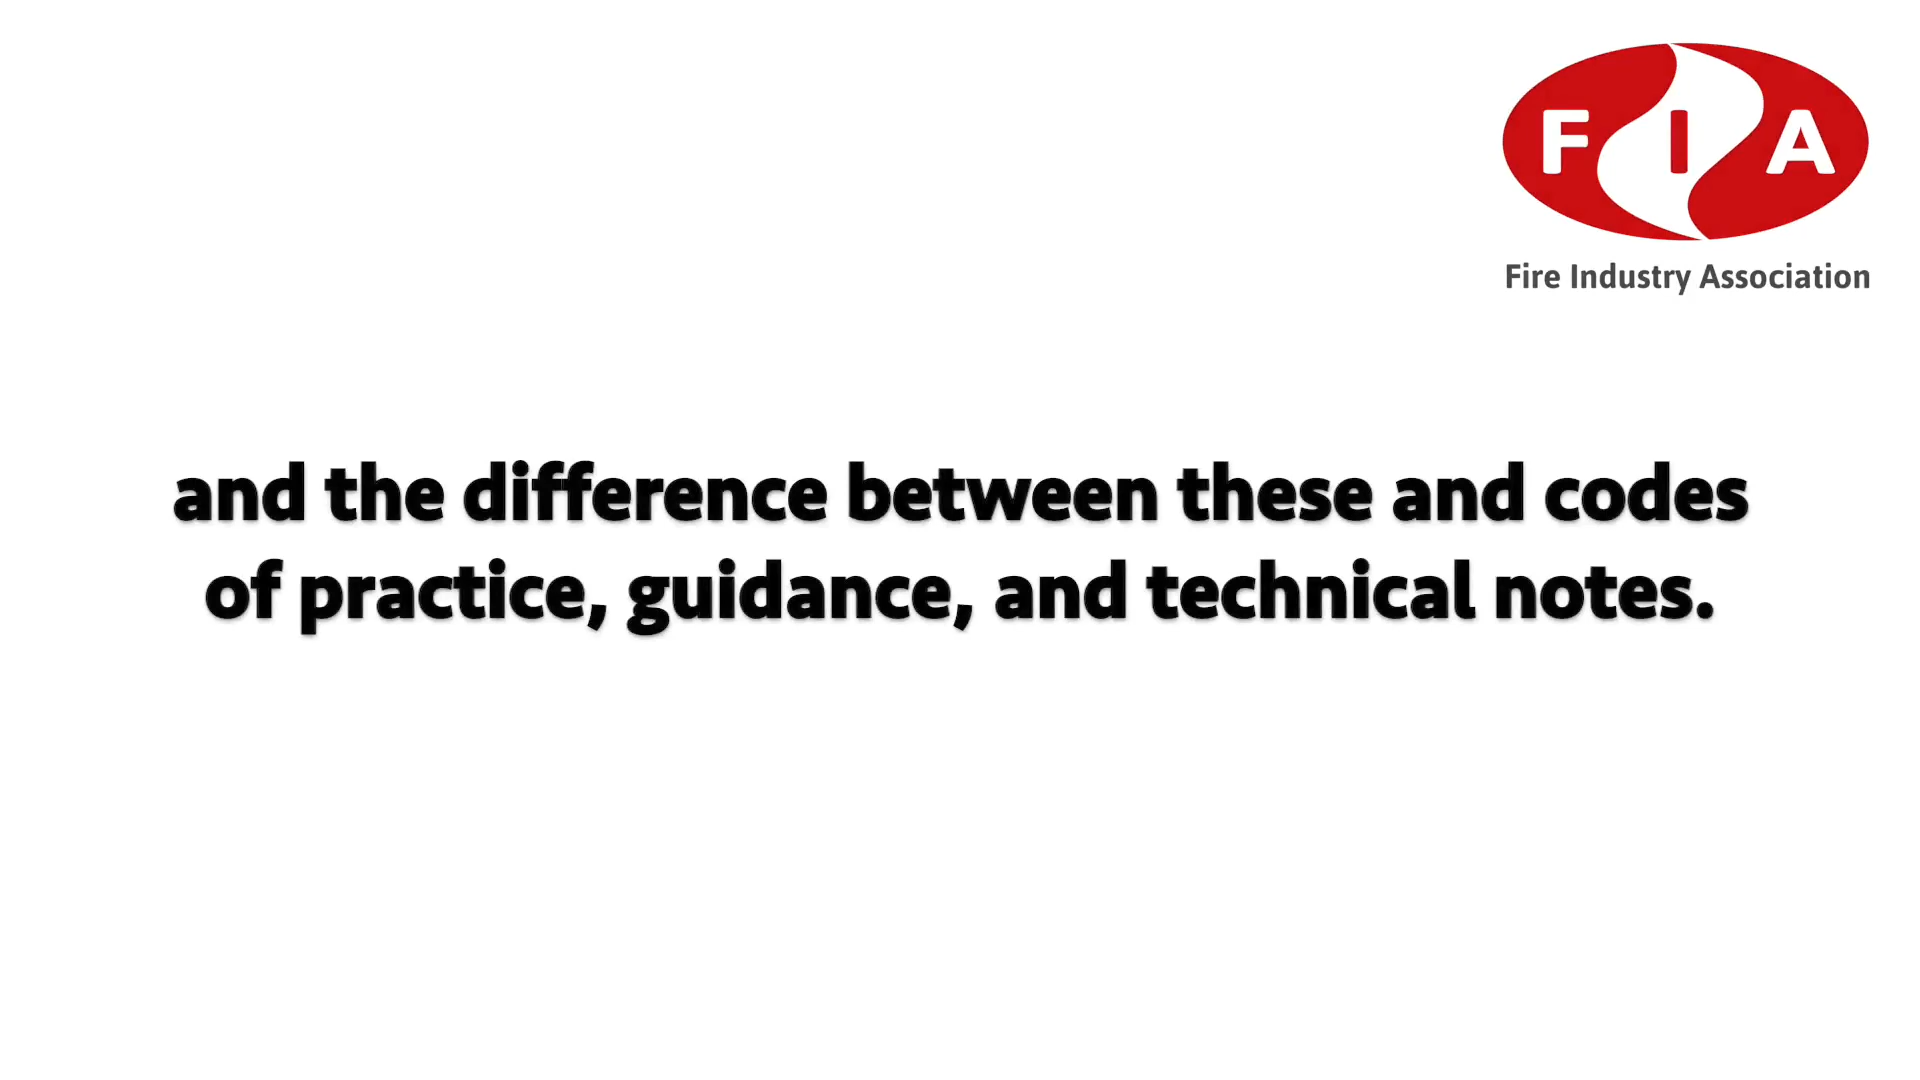 F I A
Fire Industry Association
and the difference between these and codes
of practice, guidance, and technical notes.